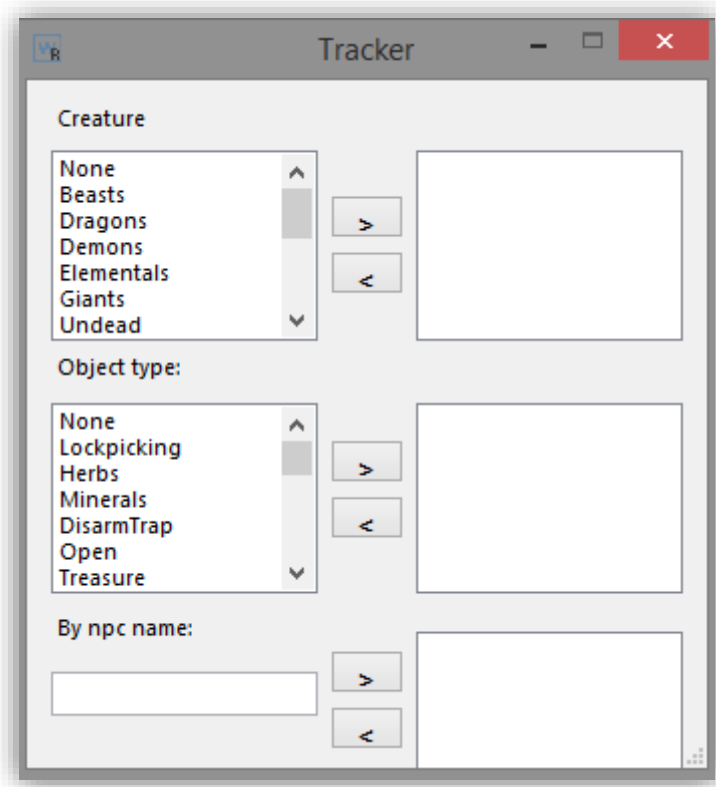 WR
Tracker
Creature
None
Beasts
Dragons
Demons
Elementals
Giants
Undead
>
<
Object type:
None
Lockpicking
Herbs
Minerals
DisarmTrap
Open
Treasure
>
<
By npc name:
>
<